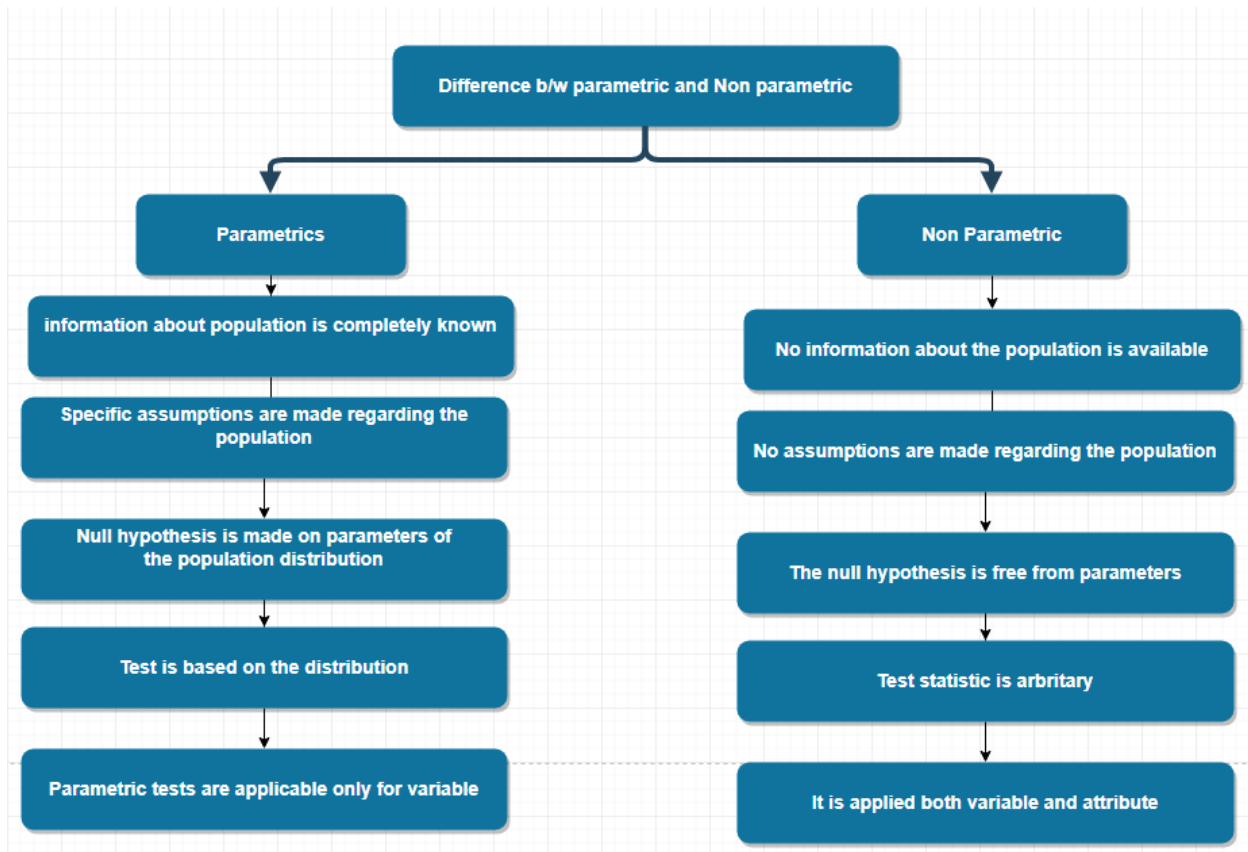 Difference b/w parametric and Non parametric
Parametrics
information about population is completely known
Specific assumptions are made regarding the
population
Null hypothesis is made on parameters of
the population distribution
Test is based on the distribution
Parametric tests are applicable only for variable
Non Parametric
No information about the population is available
No assumptions are made regarding the population
The null hypothesis is free from parameters
Test statistic is arbritary
It is applied both variable and attribute